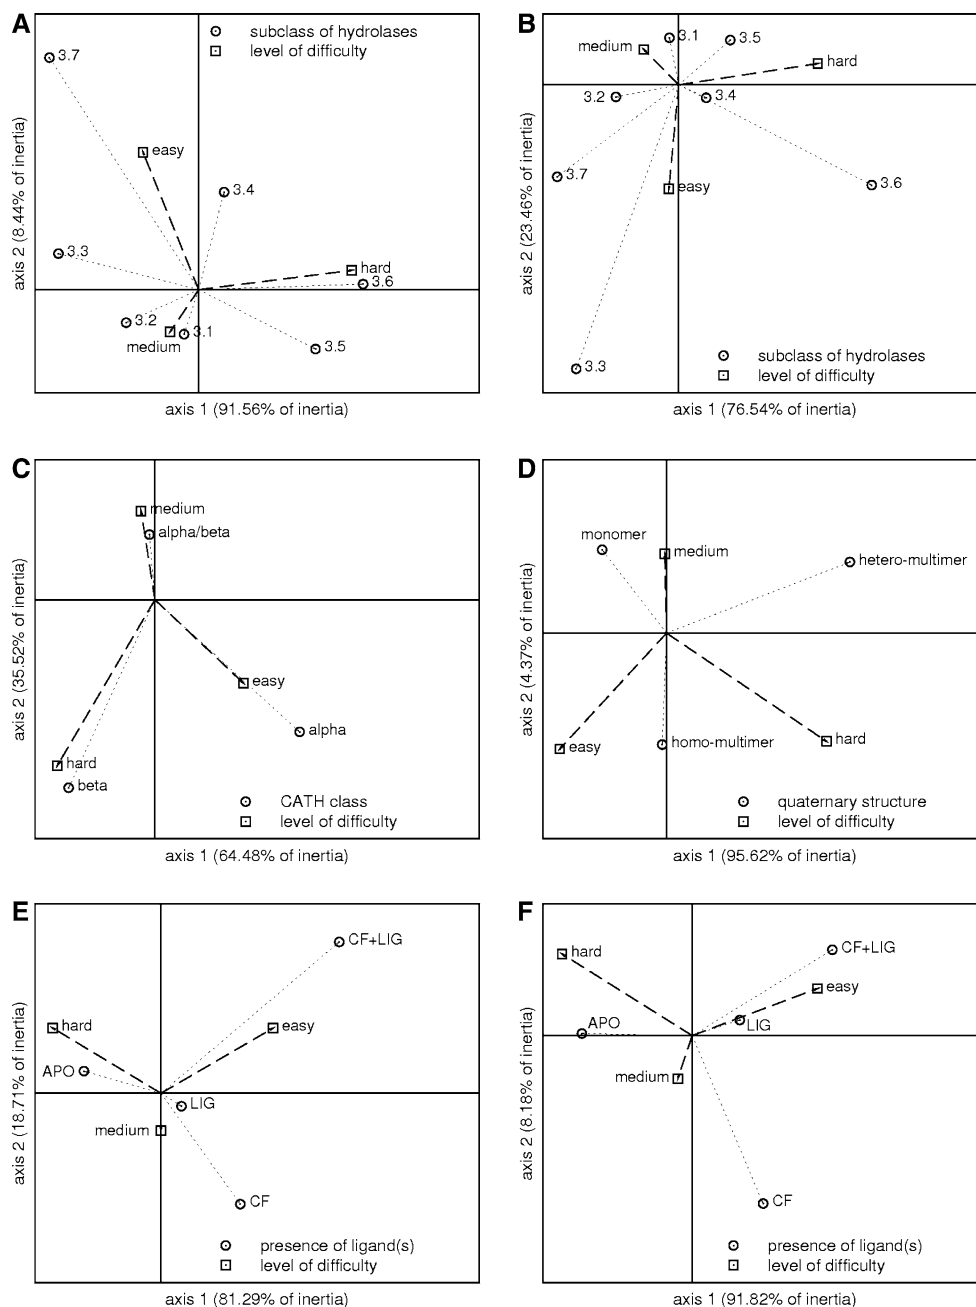 A
subclass of hydrolases
level of difficulty
3.7
easy
3.4
3.3
hard
3.6
3.2
3.1
medium
3.5
axis 2 (8.44% of inertia)
axis 1 (91.56% of inertia)
B
3.1
3.5
medium
hard
3.2
3.4
3.7
3.6
easy
3.3
subclass of hydrolases
level of difficulty
axis 2 (23.46% of inertia)
axis 1 (76.54% of inertia)
C
medium
alpha/beta
easy
alpha
hard
beta
CATH class
level of difficulty
axis 2 (35.52% of inertia)
axis 1 (64.48% of inertia)
D
monomer
medium
hetero-multimer
easy
homo-multimer
hard
quaternary structure
level of difficulty
axis 2 (4.37% of inertia)
axis 1 (95.62% of inertia)
E
CF+LIG
hard
easy
APO
LIG
medium
CF
presence of ligand(s)
level of difficulty
axis 2 (18.71% of inertia)
axis 1 (81.29% of inertia)
F
hard
CF+LIG
easy
APO
LIG
medium
CF
presence of ligand(s)
level of difficulty
axis 2 (8.18% of inertia)
axis 1 (91.82% of inertia)